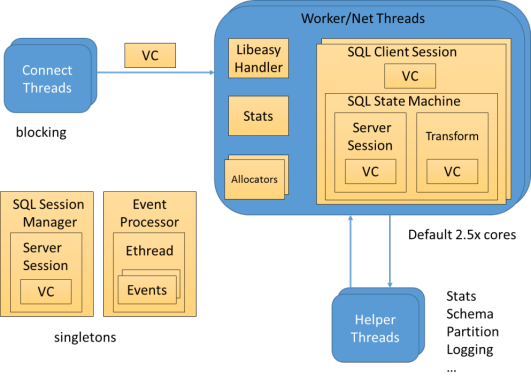 Worker/Net Threads
VC
Connect
Threads
blocking
Libeasy
Handler
Stats
Allocators
SQL Client Session
VC
SQL State Machine
Server
Session
VC
Transform
VC
SQL Session
Manager
Server
Session
VC
Event
Processor
Ethread
Events
singletons
Default 2.5x cores
Helper
Threads
Stats
Schema
Partition
Logging
...